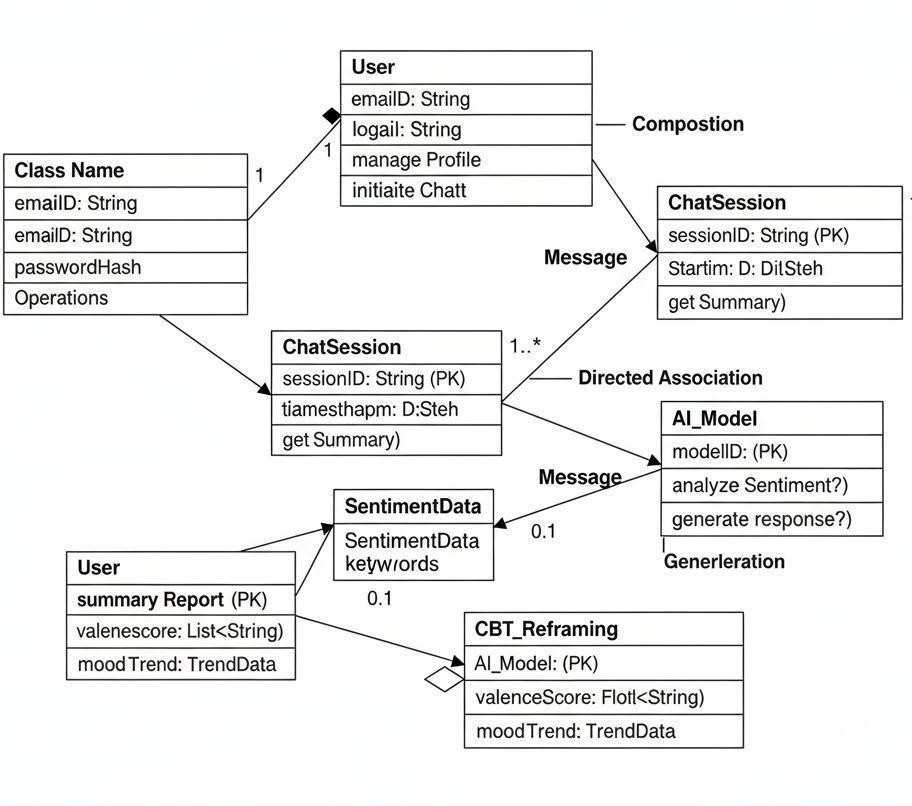 User
emailD: String
logail: String
manage Profile
initiaite Chatt
Compostion
1
1
Class Name
emailD: String
emailD: String
passwordHash
Operations
ChatSession
sessionID: String (PK)
Startim: D: DilSteh
get Summary)
Message
ChatSession
sessionID: String (PK)
tiamesthapm: D:Steh
get Summary)
1..*
Directed Association
AI_Model
modelID: (PK)
analyze Sentiment?)
generate response?)
Generleration
Message
0.1
SentimentData
SentimentData
keywords
0.1
User
summary Report (PK)
valenescore: List<String)
moodTrend: TrendData
CBT_Reframing
AI_Model: (PK)
valenceScore: Flotl<String)
moodTrend: TrendData